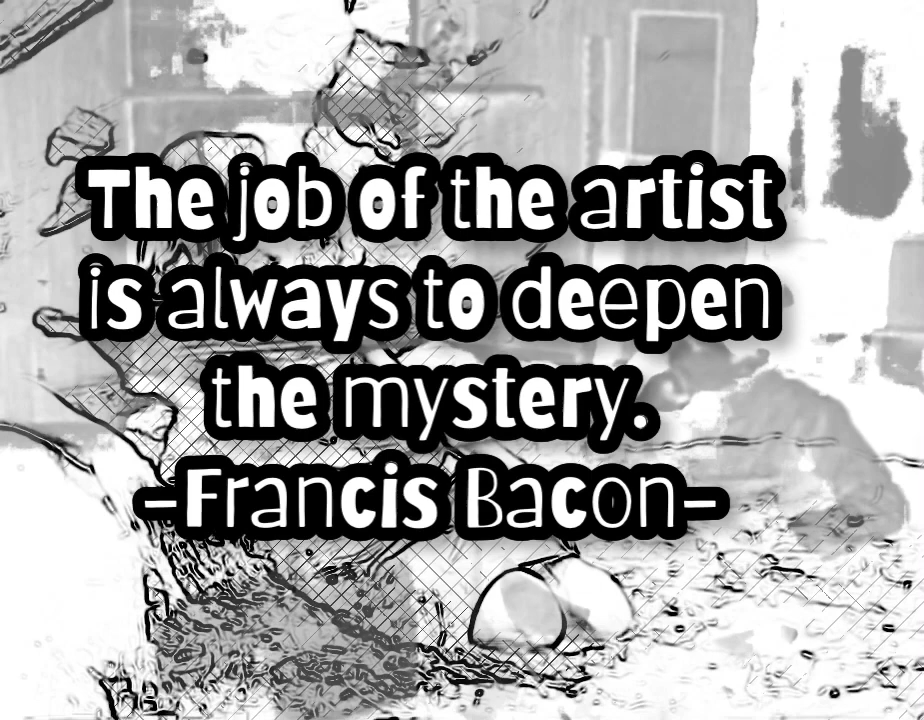 The job of the artist
is always to deepen
the mystery.
-Francis Bacon-